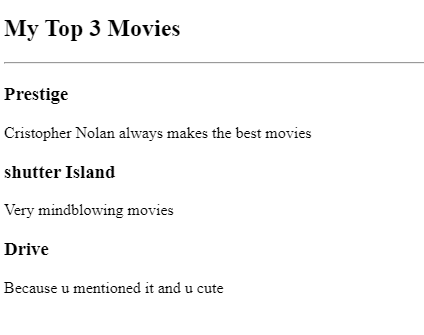 My Top 3 Movies
Prestige
Cristopher Nolan always makes the best movies
shutter Island
Very mindblowing movies
Drive
Because u mentioned it and u cute